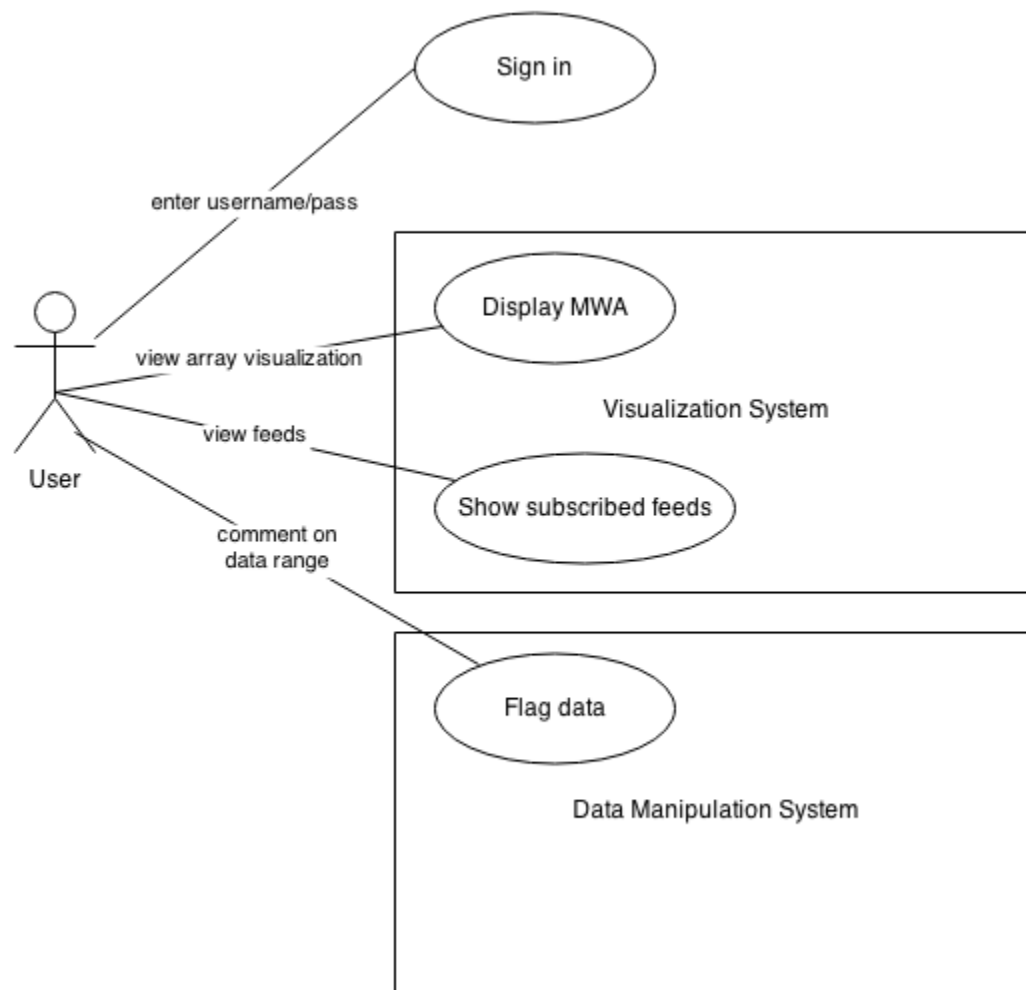 Sign in
enter username/pass
Display MWA
view array visualization
Visualization System
view feeds
User
Show subscribed feeds
comment on
data range
Flag data
Data Manipulation System